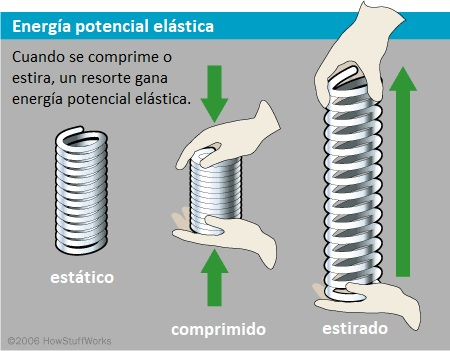 Energía potencial elástica
Cuando se comprime o
estira, un resorte gana
energía potencial elástica.
estático
comprimido
estirado
©2006 HowStuffWorks